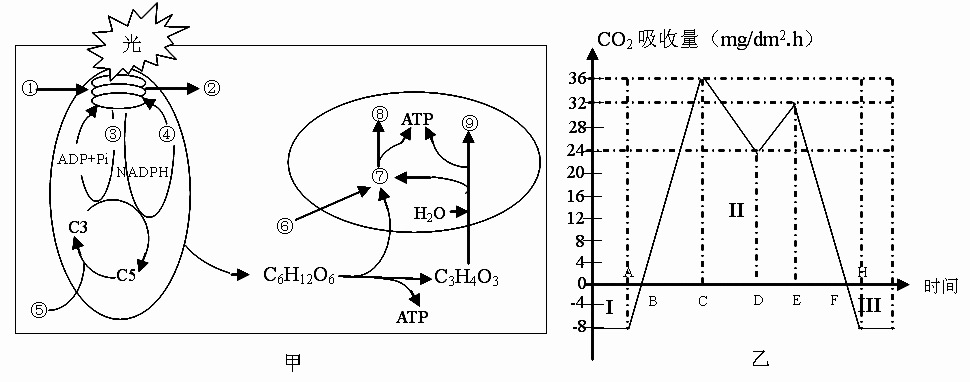 光
①
②
③
④
ADP+Pi
NADPH
C3
C5
⑤
⑧
ATP
⑨
⑦
⑥
H₂O
C₆H₁₂O₆
C₃H₄O₃
ATP
甲
CO₂ 吸收量（mg/dm².h）
36
32
28
24
20
16
12
8
4
0
-4
-8
A
B
C
D
E
F
H
I
II
III
时间
乙